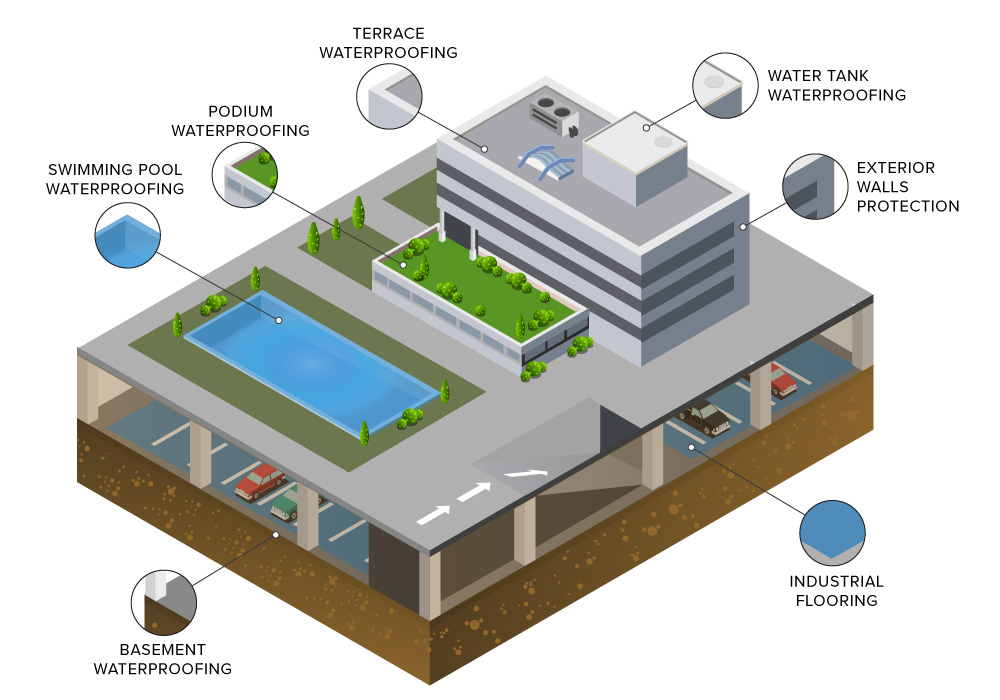 TERRACE
WATERPROOFING
WATER TANK
WATERPROOFING
PODIUM
WATERPROOFING
SWIMMING POOL
WATERPROOFING
EXTERIOR
WALLS
PROTECTION
INDUSTRIAL
FLOORING
BASEMENT
WATERPROOFING